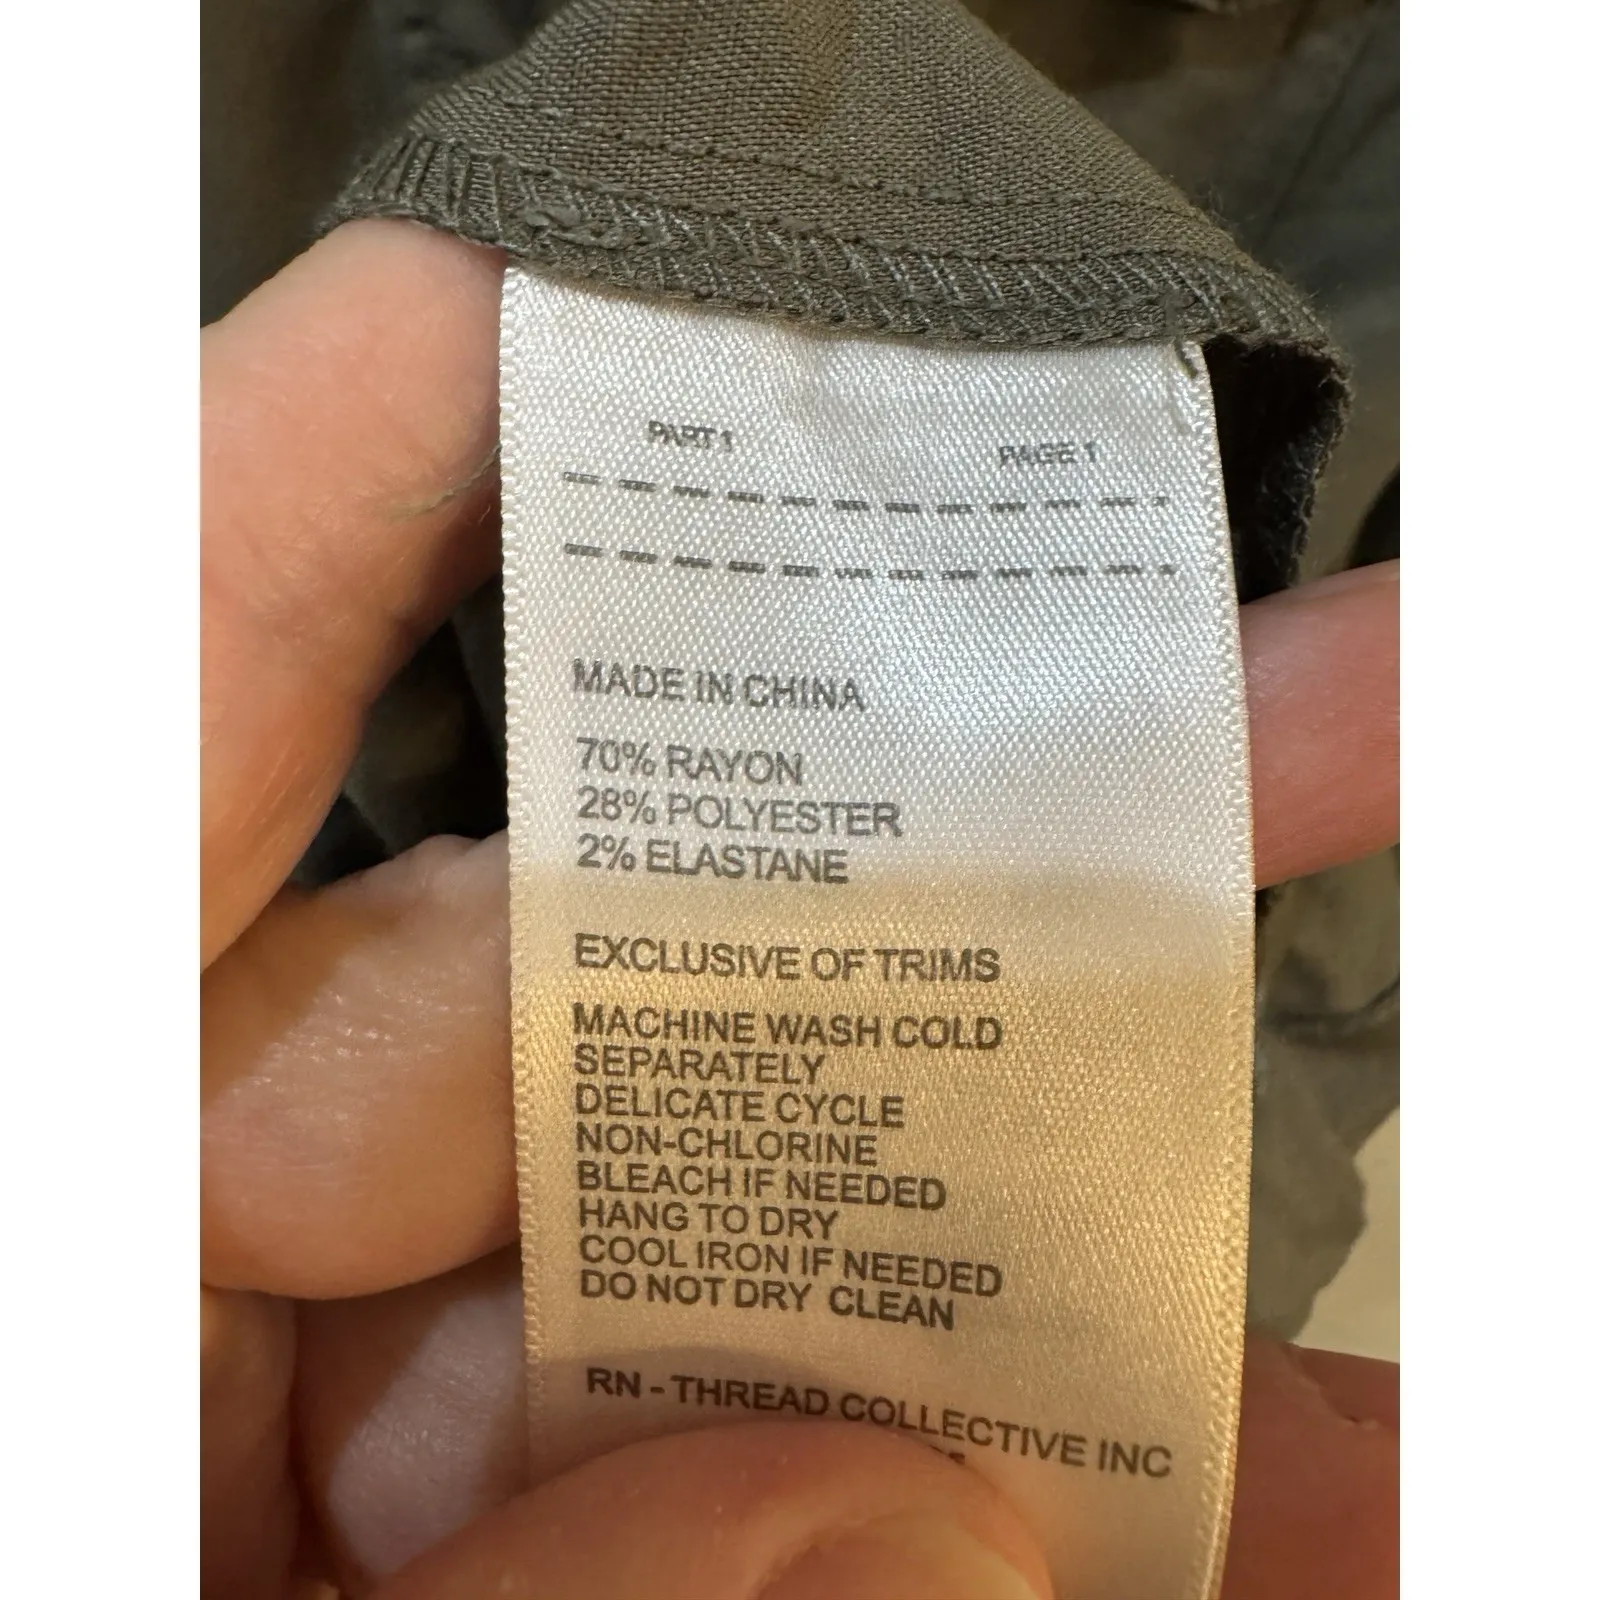 PART 1 PAGE 1
MADE IN CHINA
70% RAYON
28% POLYESTER
2% ELASTANE
EXCLUSIVE OF TRIMS
MACHINE WASH COLD
SEPARATELY
DELICATE CYCLE
NON-CHLORINE
BLEACH IF NEEDED
HANG TO DRY
COOL IRON IF NEEDED
DO NOT DRY CLEAN
RN - THREAD COLLECTIVE INC